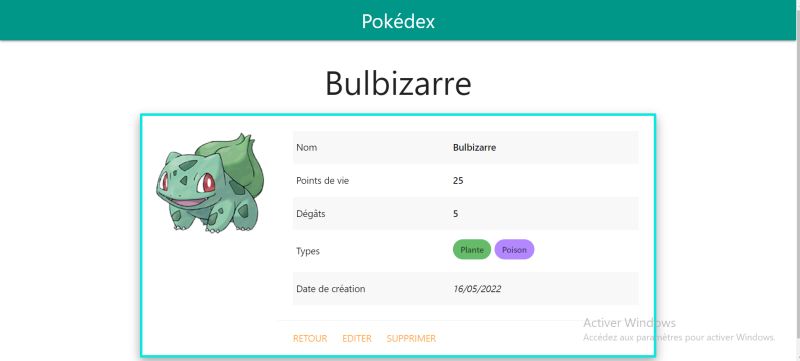 Pokédex
Bulbizarre
Nom Bulbizarre
Points de vie 25
Dégâts 5
Types Plante Poison
Date de création 16/05/2022
RETOUR EDITER SUPPRIMER
Activer Windows
Accédez aux paramètres pour activer Windows.